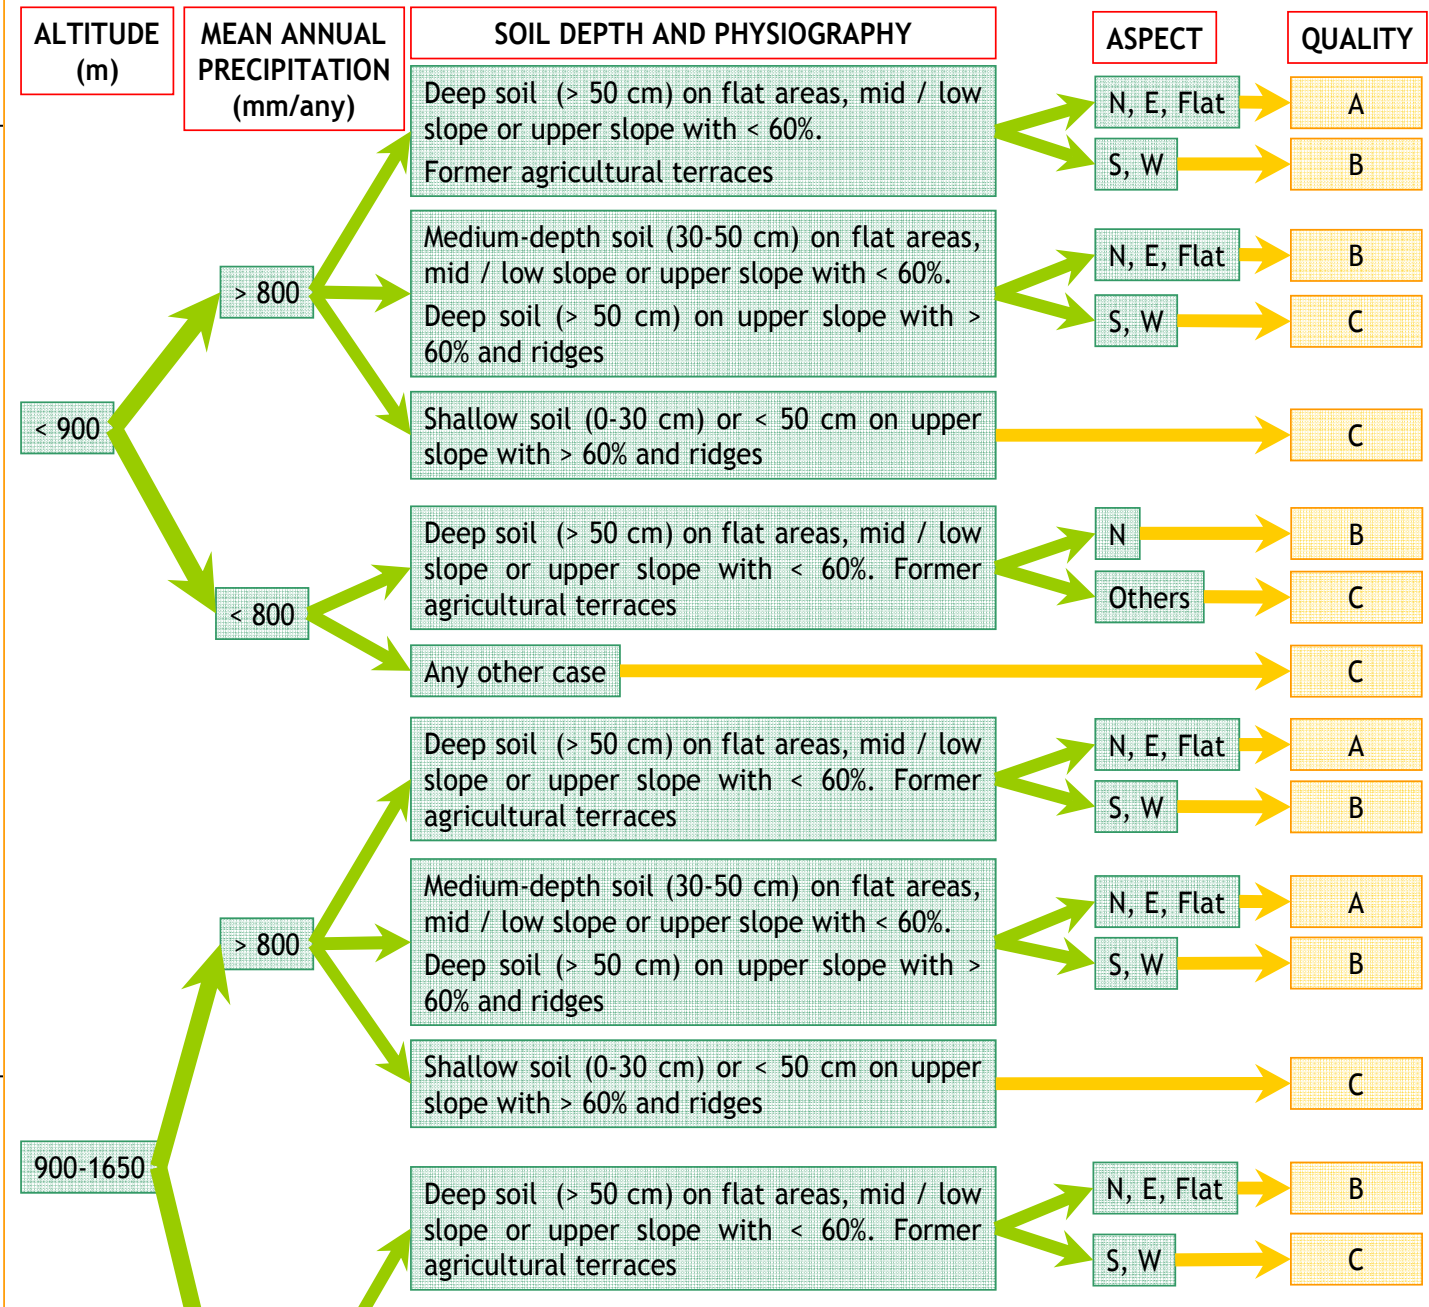 ALTITUDE
(m)
MEAN ANNUAL
PRECIPITATION
(mm/any)
SOIL DEPTH AND PHYSIOGRAPHY
ASPECT
QUALITY
< 900
> 800
Deep soil (> 50 cm) on flat areas, mid / low
slope or upper slope with < 60%.
Former agricultural terraces
N, E, Flat
A
S, W
B
Medium-depth soil (30-50 cm) on flat areas,
mid / low slope or upper slope with < 60%.
Deep soil (> 50 cm) on upper slope with >
60% and ridges
N, E, Flat
B
S, W
C
Shallow soil (0-30 cm) or < 50 cm on upper
slope with > 60% and ridges
C
< 800
Deep soil (> 50 cm) on flat areas, mid / low
slope or upper slope with < 60%. Former
agricultural terraces
N
B
Others
C
Any other case
C
900-1650
> 800
Deep soil (> 50 cm) on flat areas, mid / low
slope or upper slope with < 60%. Former
agricultural terraces
N, E, Flat
A
S, W
B
Medium-depth soil (30-50 cm) on flat areas,
mid / low slope or upper slope with < 60%.
Deep soil (> 50 cm) on upper slope with >
60% and ridges
N, E, Flat
A
S, W
B
Shallow soil (0-30 cm) or < 50 cm on upper
slope with > 60% and ridges
C
Deep soil (> 50 cm) on flat areas, mid / low
slope or upper slope with < 60%. Former
agricultural terraces
N, E, Flat
B
S, W
C